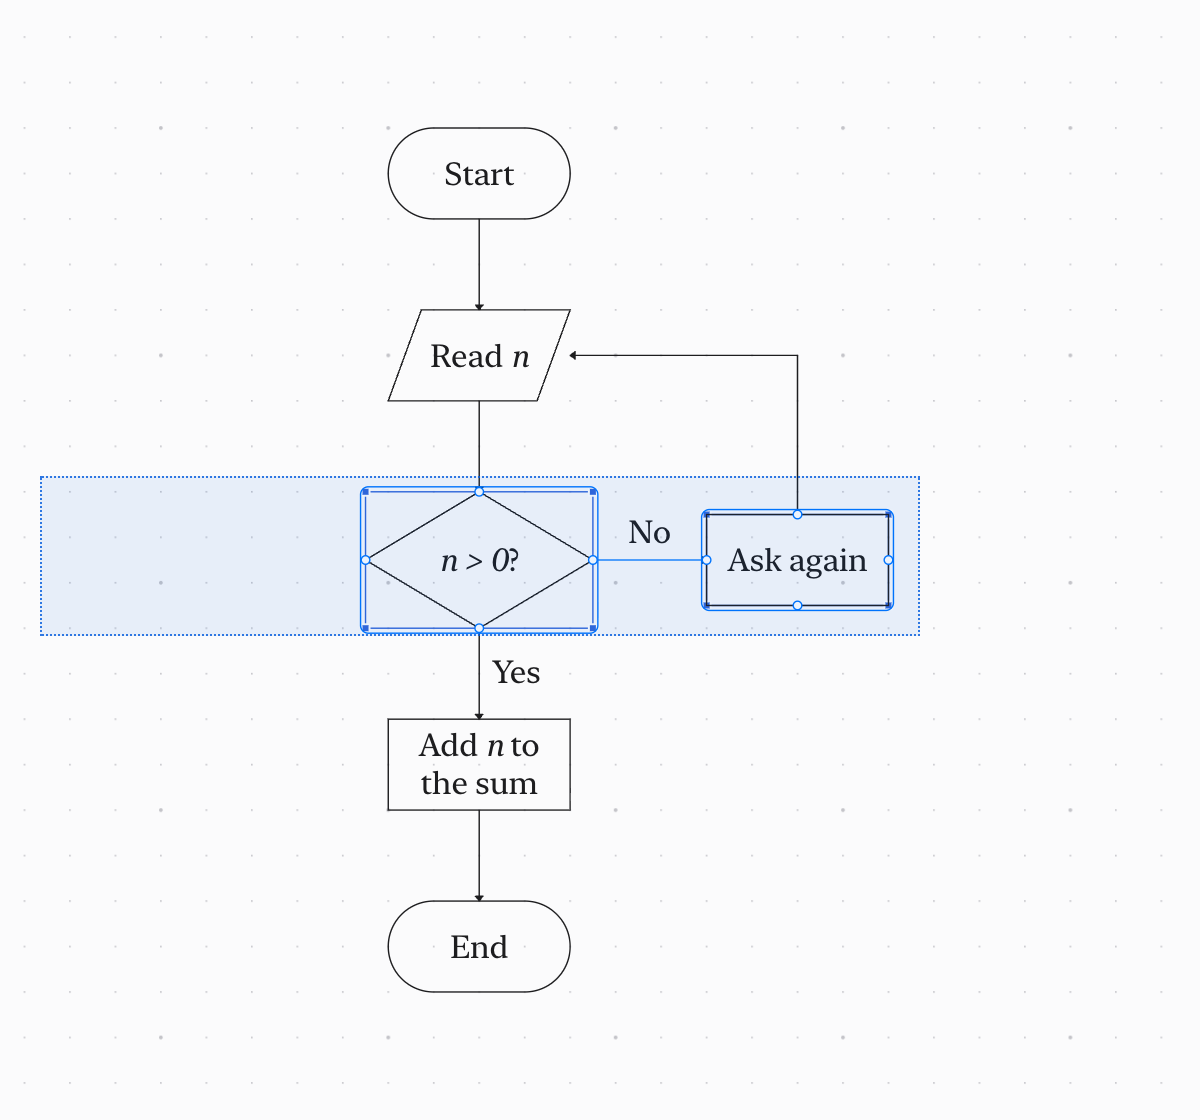 Start
Read n
n > 0?
No
Ask again
Yes
Add n to
the sum
End